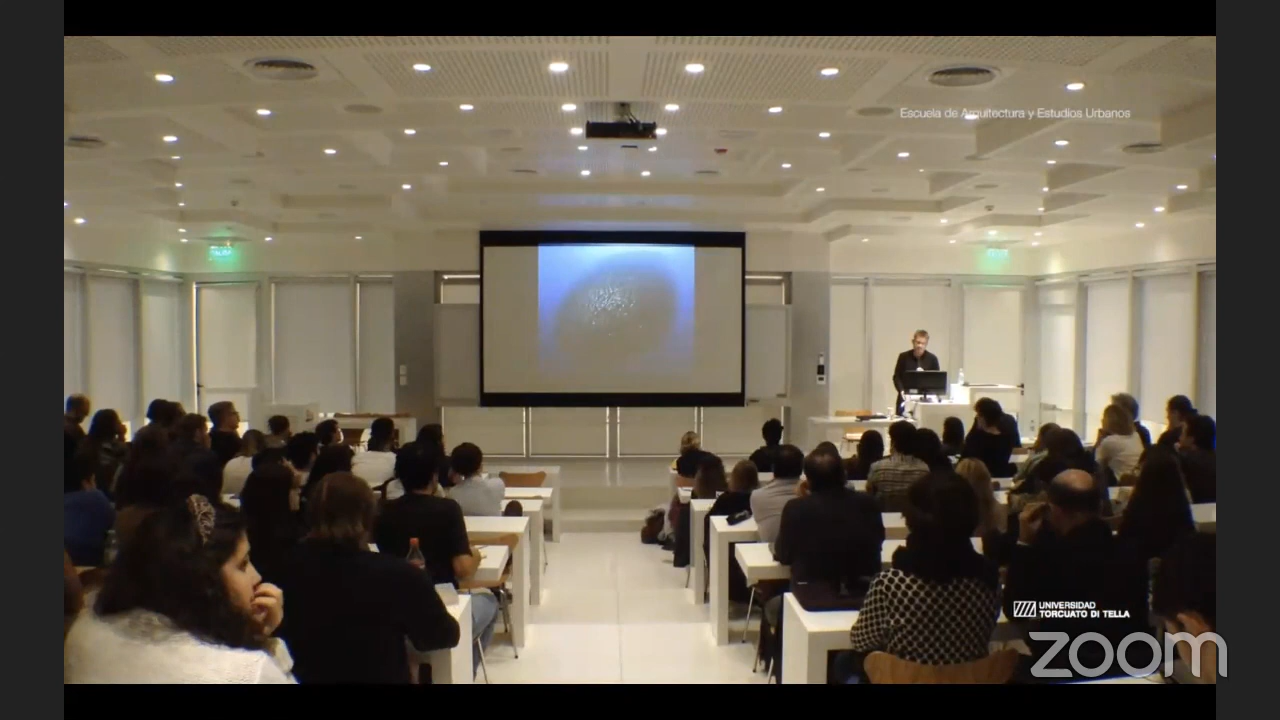 Escuela de Arquitectura y Estudios Urbanos
UNIVERSIDAD
TORCUATO DI TELLA
zoom